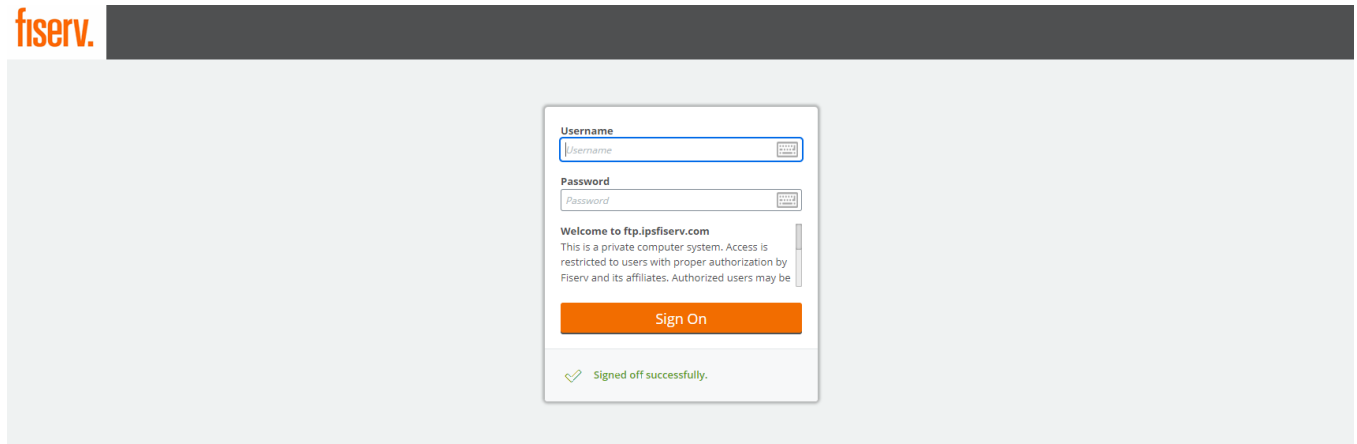 fiserv.
Username
Username
Password
Password
Welcome to ftp.ipsfiserv.com
This is a private computer system. Access is
restricted to users with proper authorization by
Fiserv and its affiliates. Authorized users may be
Sign On
Signed off successfully.